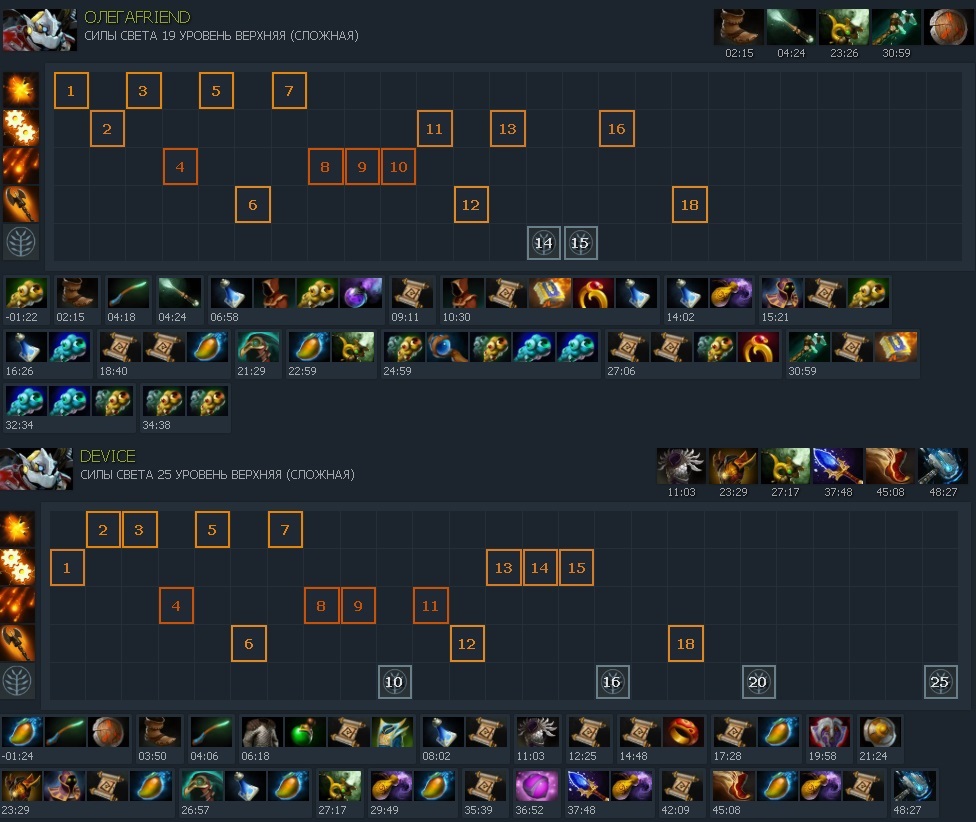 ОЛЕГАFRIEND
СИЛЫ СВЕТА 19 УРОВЕНЬ ВЕРХНЯЯ (СЛОЖНАЯ)
02:15 04:24 23:26 30:59
1 3 5 7
2 11 13 16
4 8 9 10
6 12 18
14 15
-01:22 02:15 04:18 04:24 06:58 09:11 10:30 14:02 15:21
16:26 18:40 21:29 22:59 24:59 27:06 30:59
32:34 34:38
DEVICE
СИЛЫ СВЕТА 25 УРОВЕНЬ ВЕРХНЯЯ (СЛОЖНАЯ)
11:03 23:29 27:17 37:48 45:08 48:27
2 3 5 7
1 13 14 15
4 8 9 11
6 12 18
10 16 20 25
-01:24 03:50 04:06 06:18 08:02 11:03 12:25 14:48 17:28 19:58 21:24
23:29 26:57 27:17 29:49 35:39 36:52 37:48 42:09 45:08 48:27